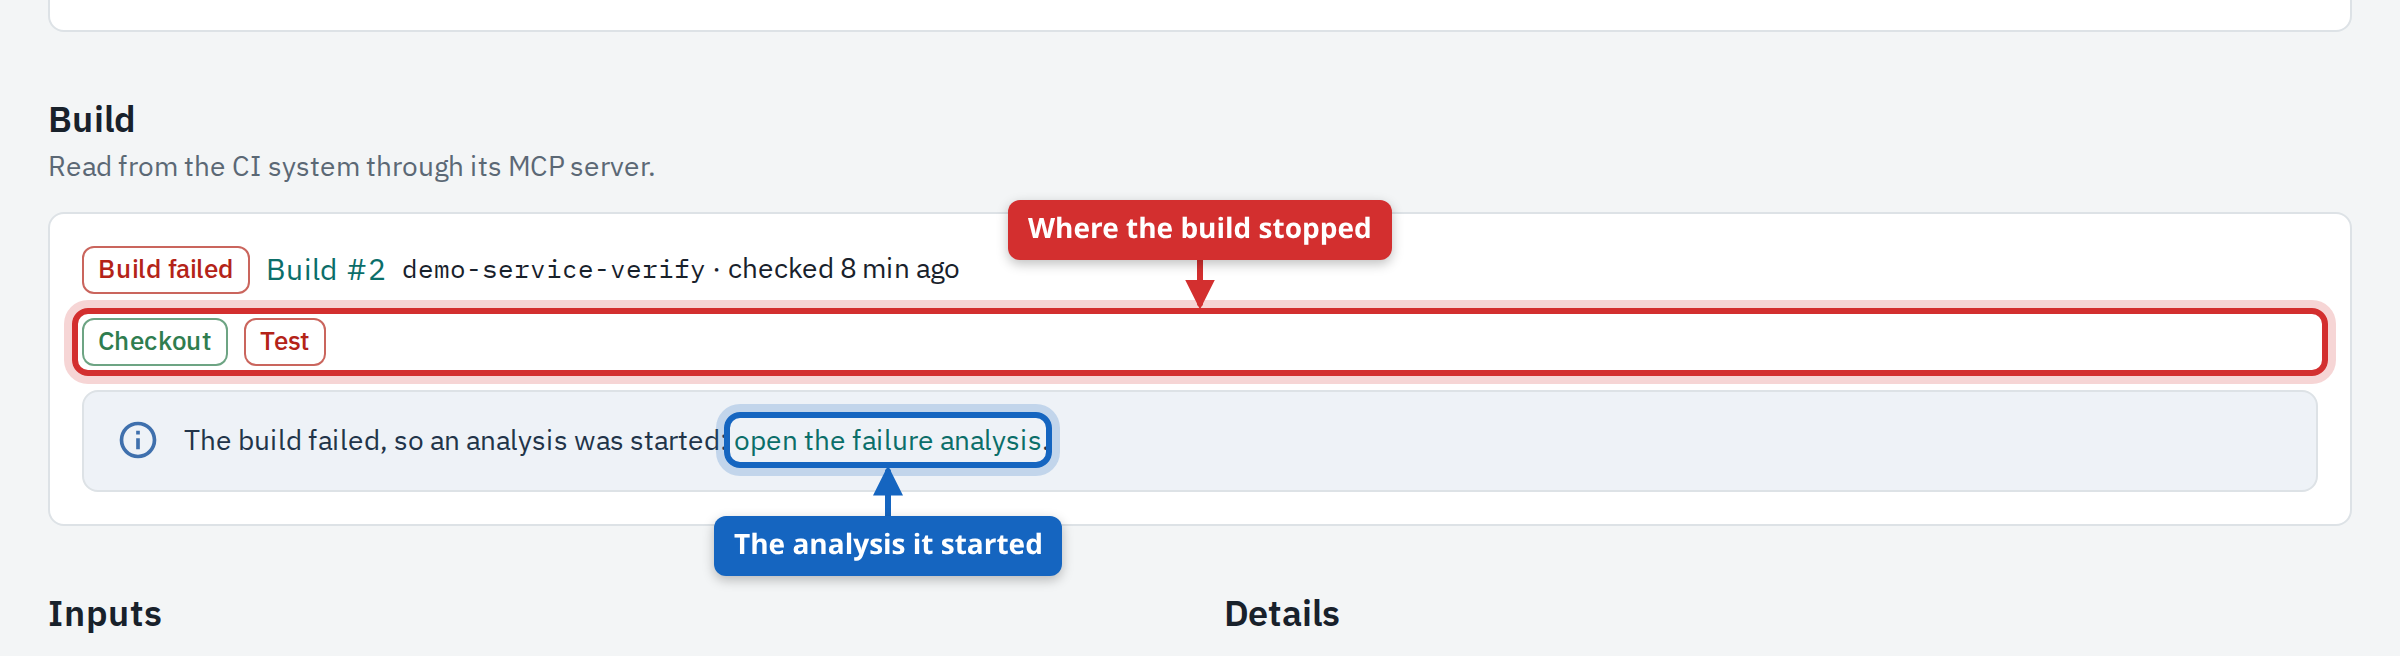 Build
Read from the CI system through its MCP server.
Where the build stopped
Build failed Build #2 demo-service-verify · checked 8 min ago
Checkout Test
The build failed, so an analysis was started: open the failure analysis.
The analysis it started
Inputs Details